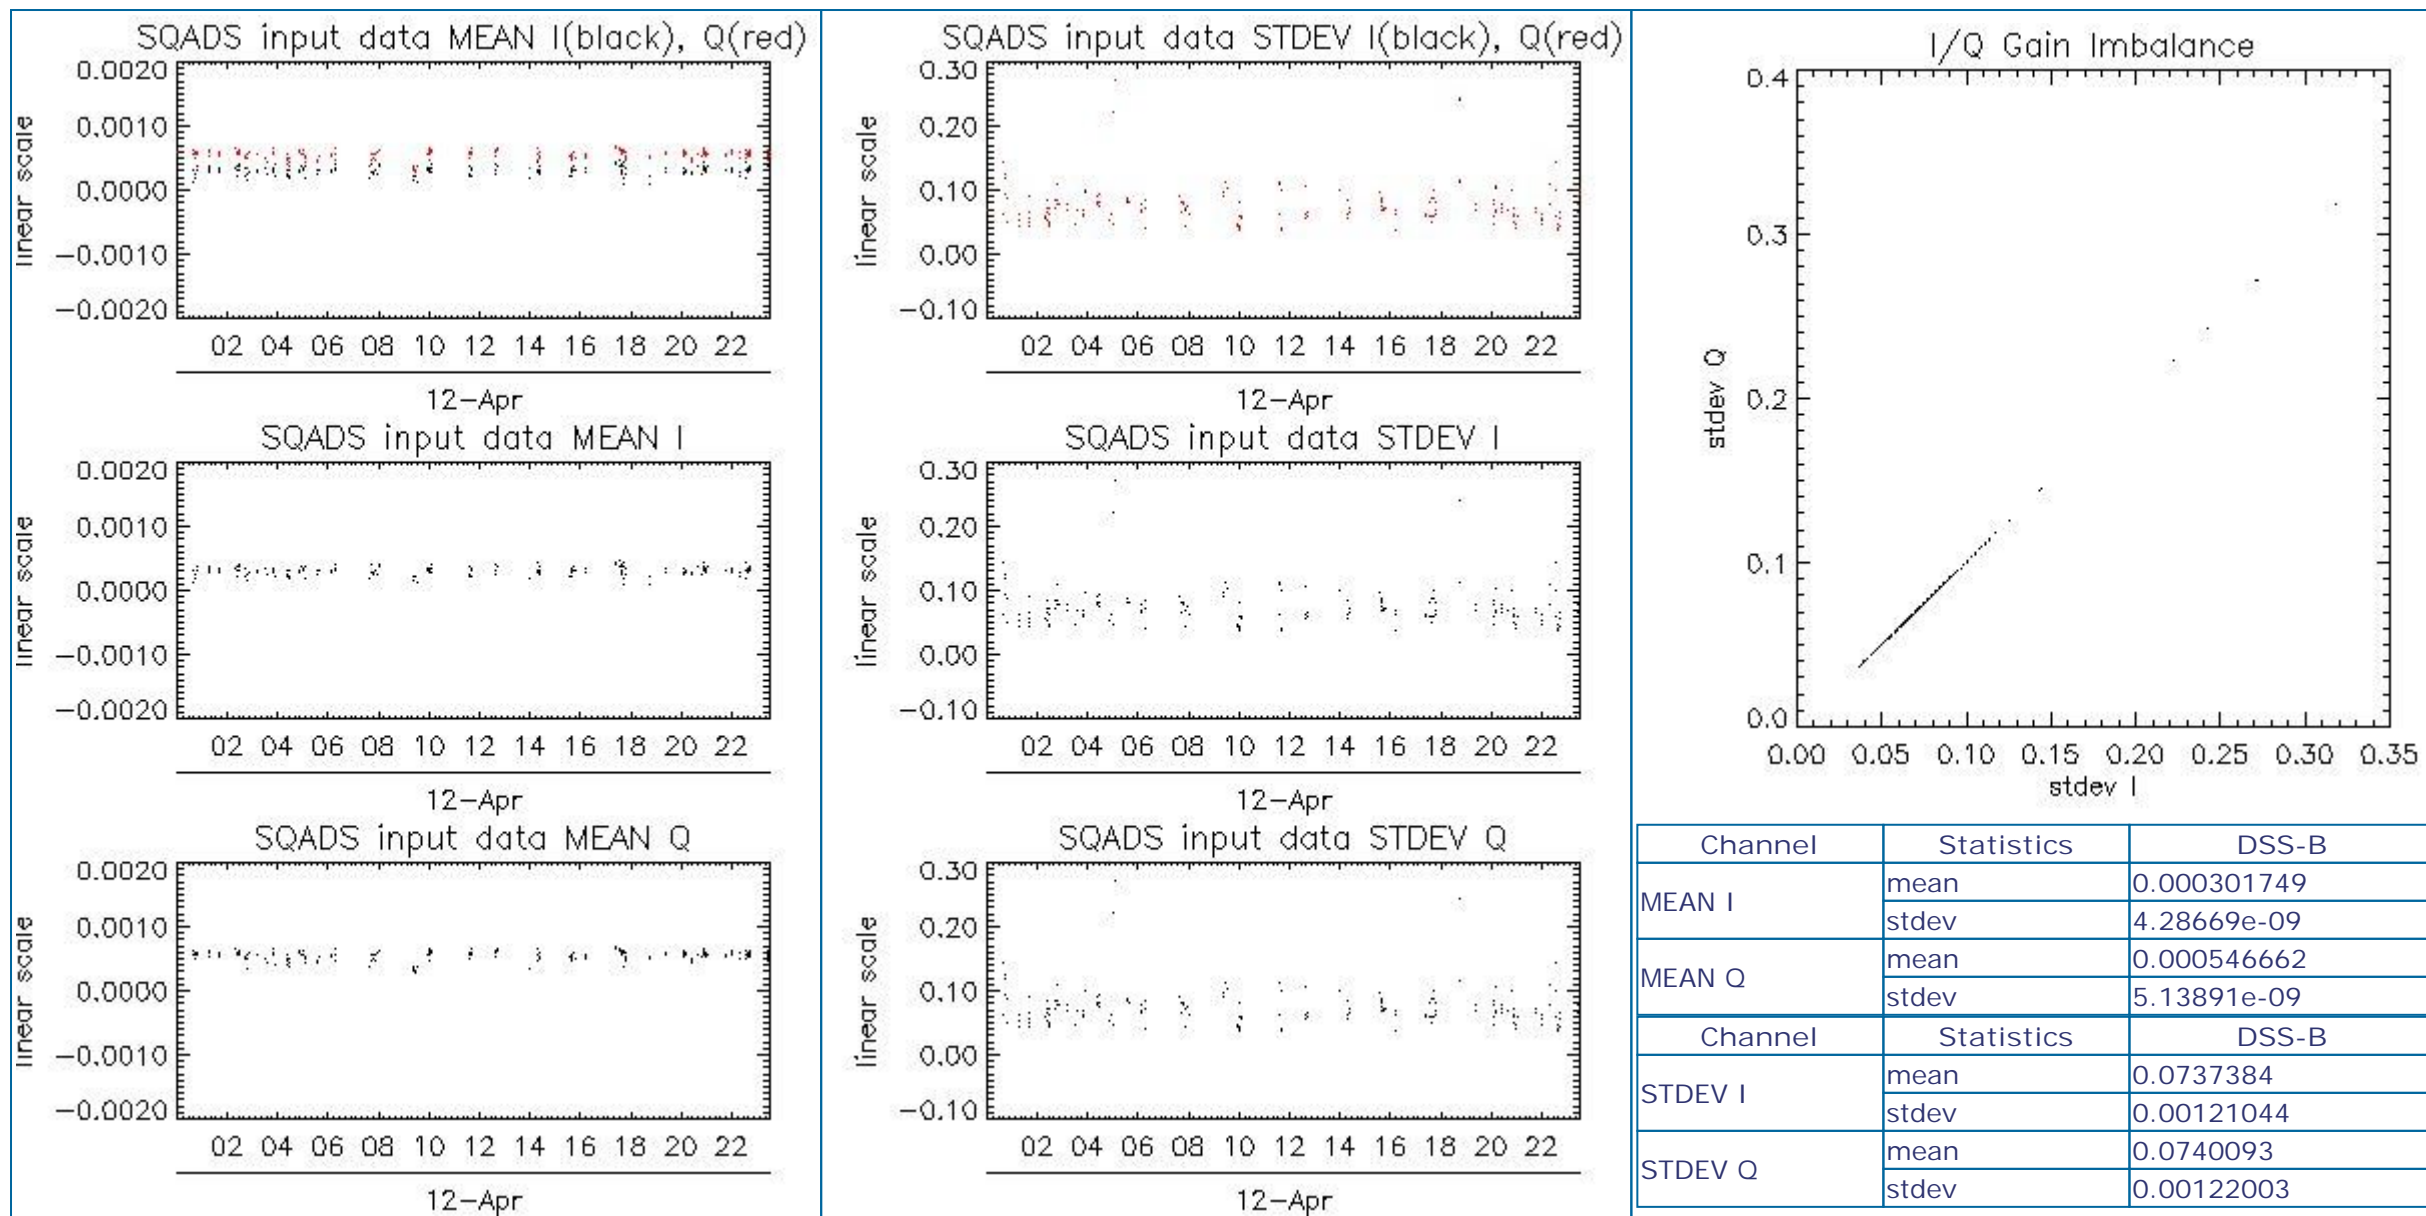 SQADS input data MEAN I(black), Q(red)
0.0020
0.0010
0.0000
−0.0010
−0.0020
linear scale
02 04 06 08 10 12 14 16 18 20 22
12−Apr
SQADS input data MEAN I
0.0020
0.0010
0.0000
−0.0010
−0.0020
linear scale
02 04 06 08 10 12 14 16 18 20 22
12−Apr
SQADS input data MEAN Q
0.0020
0.0010
0.0000
−0.0010
−0.0020
linear scale
02 04 06 08 10 12 14 16 18 20 22
12−Apr
SQADS input data STDEV I(black), Q(red)
0.30
0.20
0.10
0.00
−0.10
linear scale
02 04 06 08 10 12 14 16 18 20 22
12−Apr
SQADS input data STDEV I
0.30
0.20
0.10
0.00
−0.10
linear scale
02 04 06 08 10 12 14 16 18 20 22
12−Apr
SQADS input data STDEV Q
0.30
0.20
0.10
0.00
−0.10
linear scale
02 04 06 08 10 12 14 16 18 20 22
12−Apr
I/Q Gain Imbalance
0.4
0.3
0.2
0.1
0.0
stdev Q
0.00 0.05 0.10 0.15 0.20 0.25 0.30 0.35
stdev I
Channel Statistics DSS-B
MEAN I mean 0.000301749
stdev 4.28669e-09
MEAN Q mean 0.000546662
stdev 5.13891e-09
Channel Statistics DSS-B
STDEV I mean 0.0737384
stdev 0.00121044
STDEV Q mean 0.0740093
stdev 0.00122003